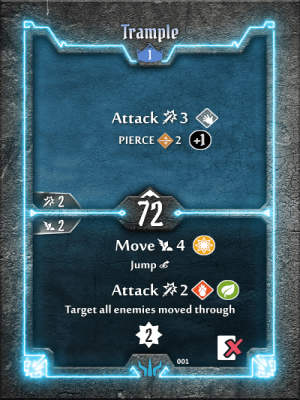 Trample
1
Attack 3
PIERCE 2 +1
2
72
2
Move 4
Jump
Attack 2
Target all enemies moved through
2
001